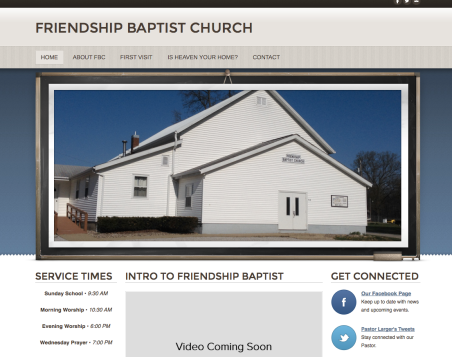 FRIENDSHIP BAPTIST CHURCH
HOME ABOUT FBC FIRST VISIT IS HEAVEN YOUR HOME? CONTACT
FRIENDSHIP
BAPTIST CHURCH
SERVICE TIMES
Sunday School - 9:30 AM
Morning Worship - 10:30 AM
Evening Worship - 6:00 PM
Wednesday Prayer - 7:00 PM
INTRO TO FRIENDSHIP BAPTIST
Video Coming Soon
GET CONNECTED
Our Facebook Page
Keep up to date with news
and upcoming events.
Pastor Larger's Tweets
Stay connected with our
Pastor.